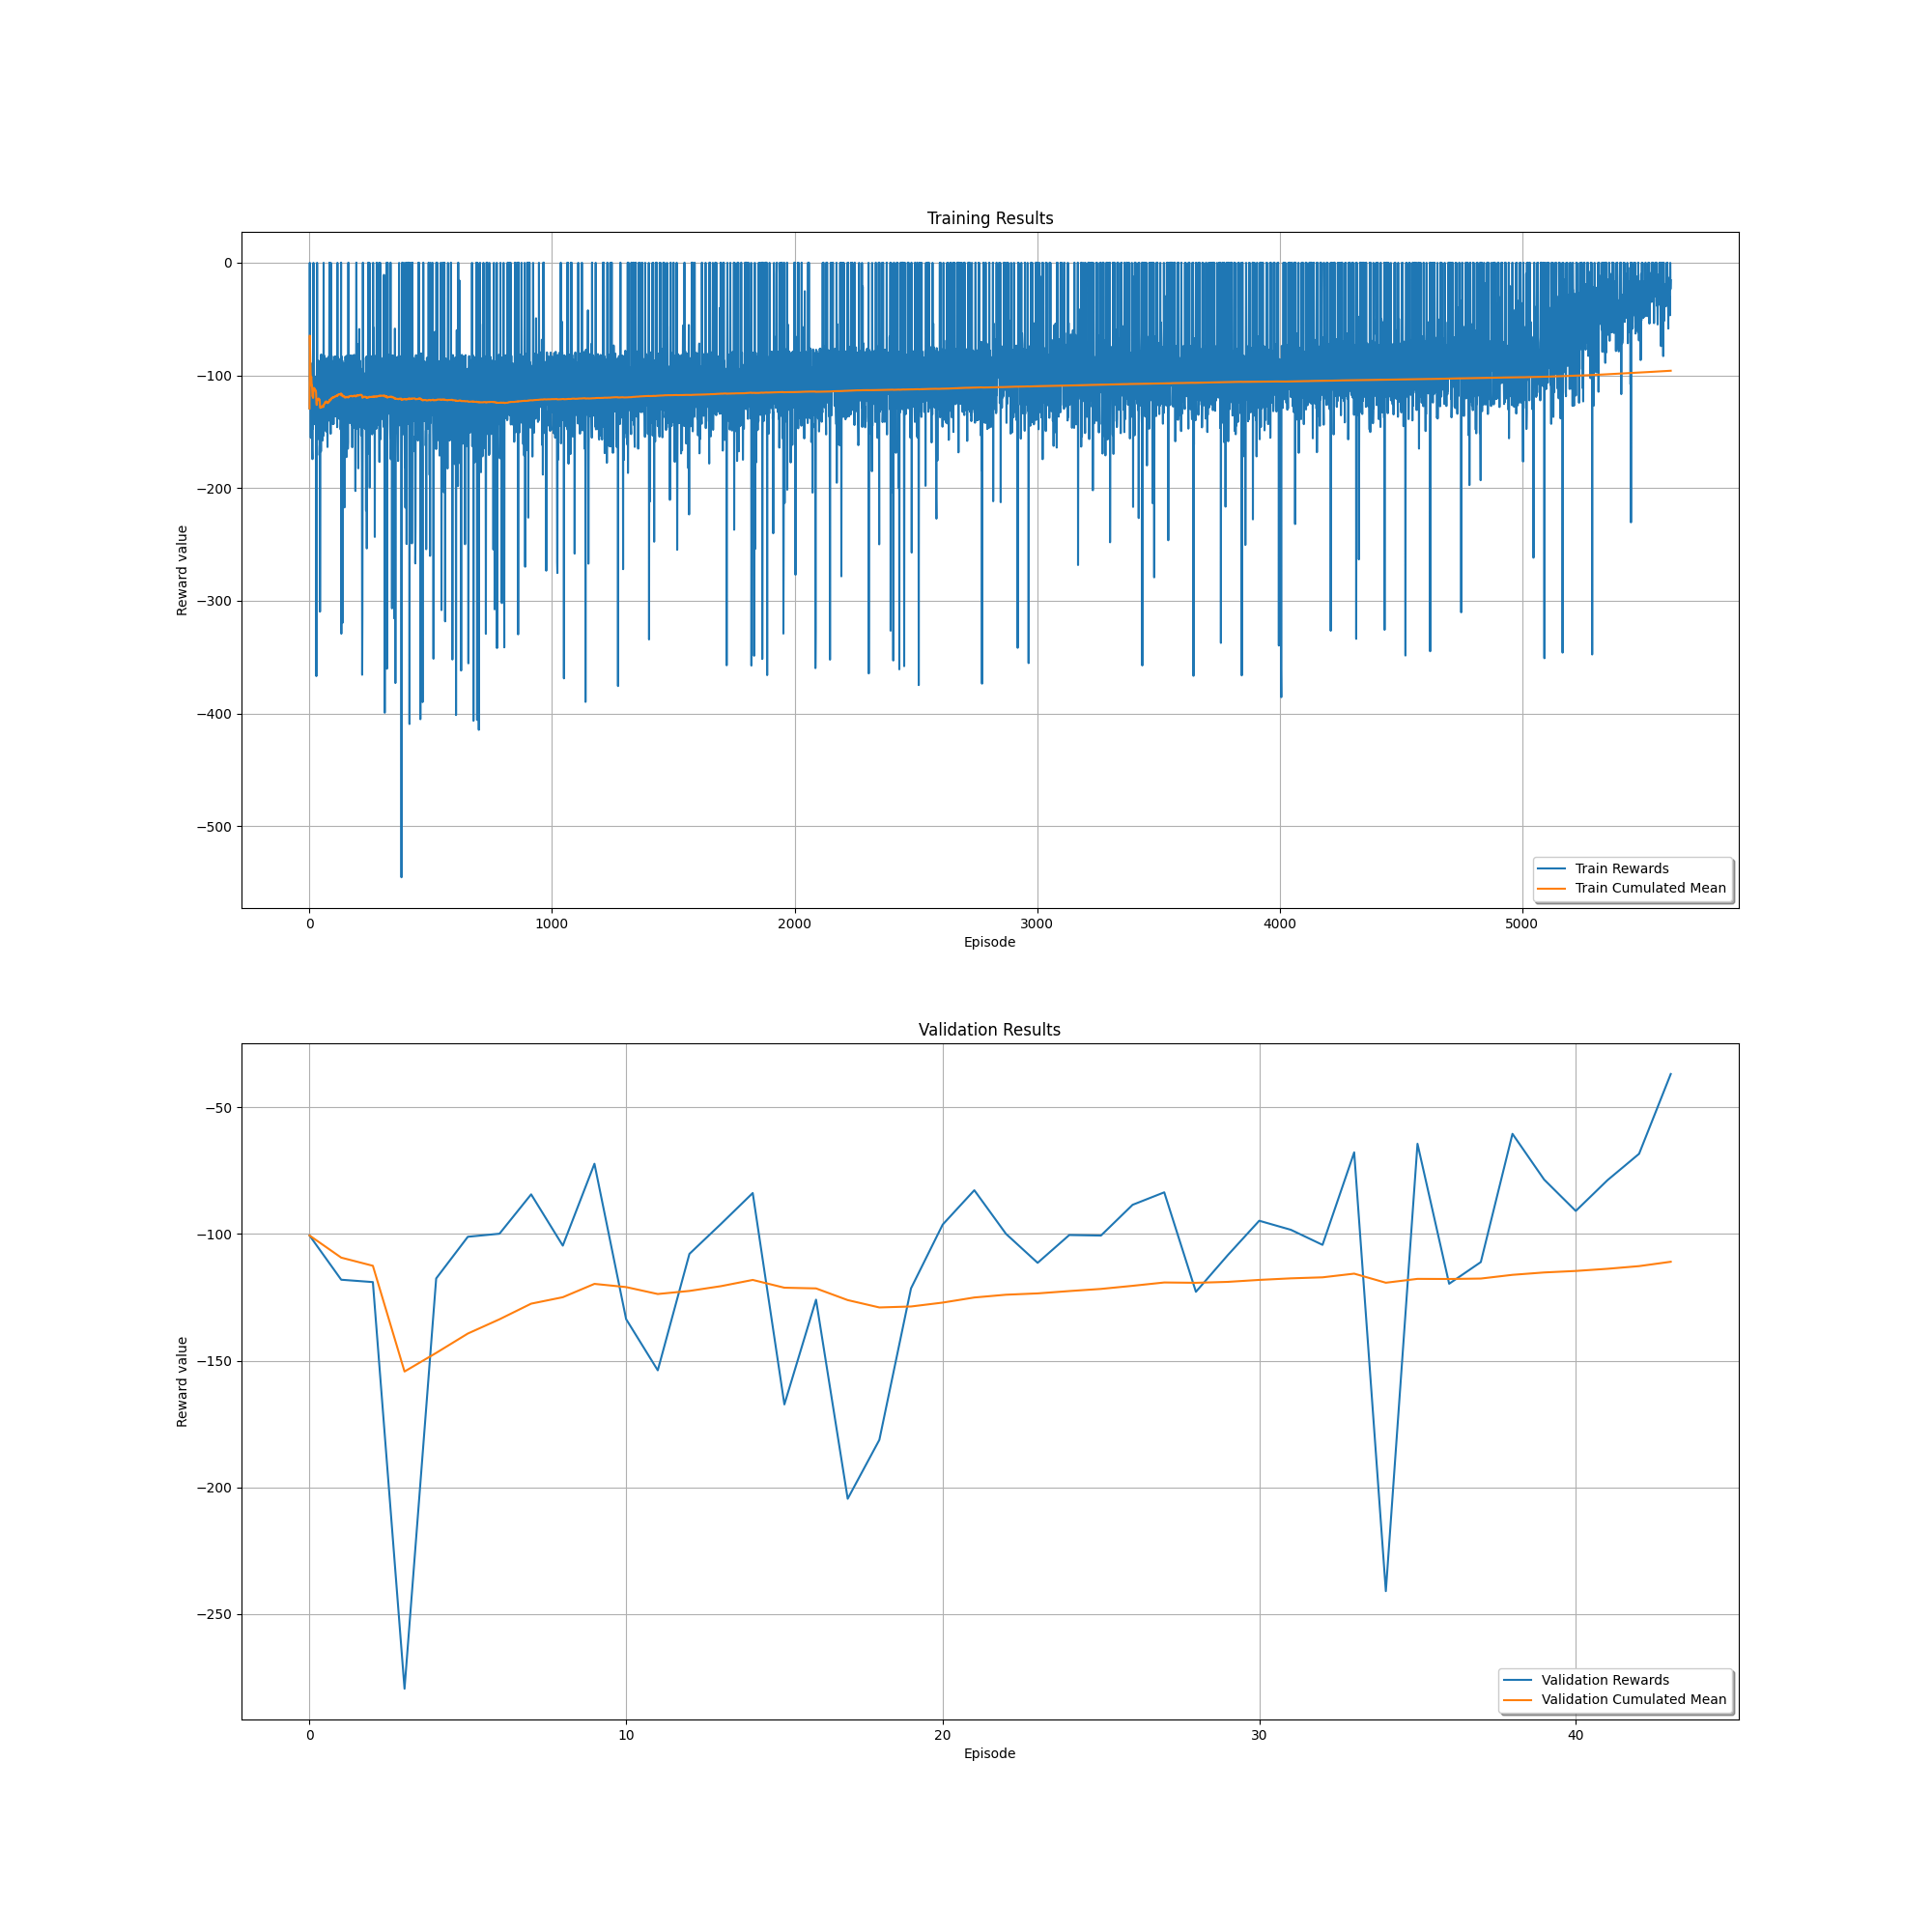 Training Results
0
−100
−200
−300
−400
−500
Reward value
Train Rewards
Train Cumulated Mean
0 1000 2000 3000 4000 5000
Episode
Validation Results
−50
−100
−150
−200
−250
Reward value
Validation Rewards
Validation Cumulated Mean
0 10 20 30 40
Episode